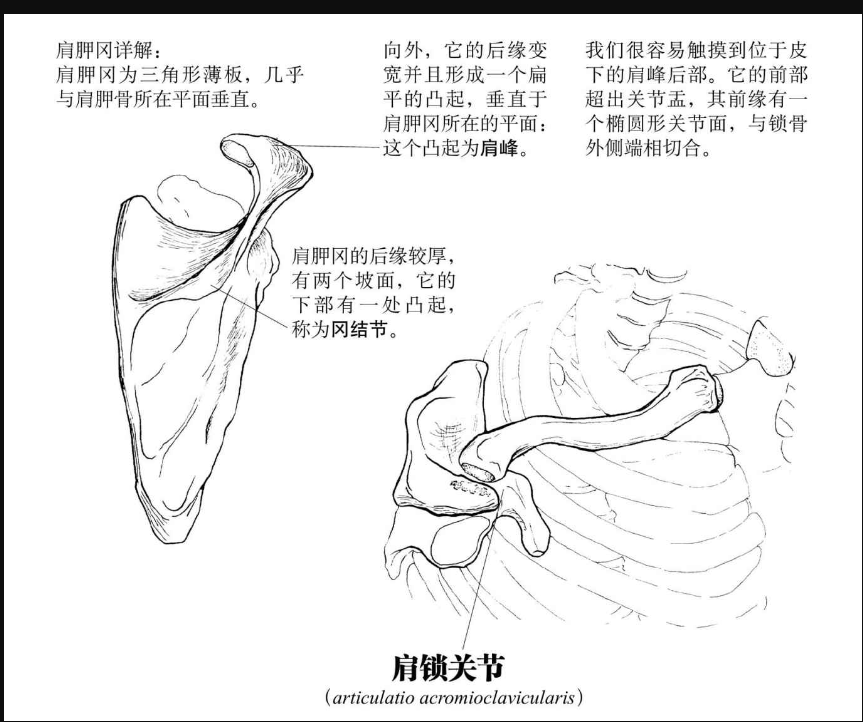 肩胛冈详解：
肩胛冈为三角形薄板，几乎
与肩胛骨所在平面垂直。
向外，它的后缘变
宽并且形成一个扁
平的凸起，垂直于
肩胛冈所在的平面：
这个凸起为肩峰。
我们很容易触摸到位于皮
下的肩峰后部。它的前部
超出关节盂，其前缘有一
个椭圆形关节面，与锁骨
外侧端相切合。
肩胛冈的后缘较厚，
有两个坡面，它的
下部有一处凸起，
称为冈结节。
肩锁关节
（articulatio acromioclavicularis）